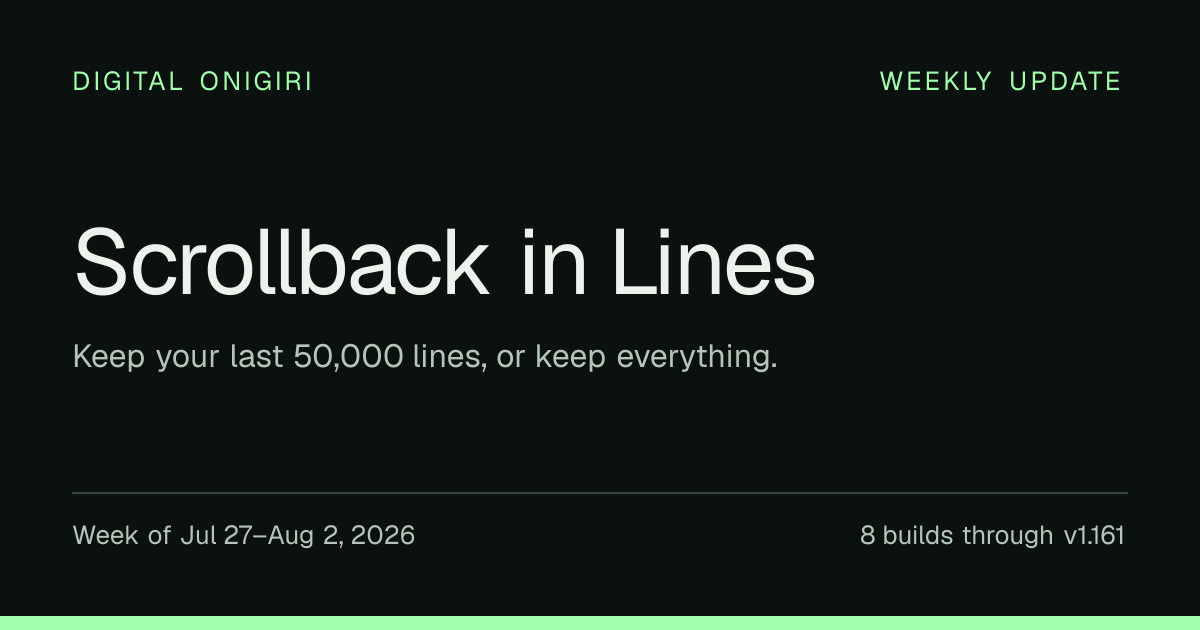 DIGITAL ONIGIRI
WEEKLY UPDATE
Scrollback in Lines
Keep your last 50,000 lines, or keep everything.
Week of Jul 27–Aug 2, 2026
8 builds through v1.161